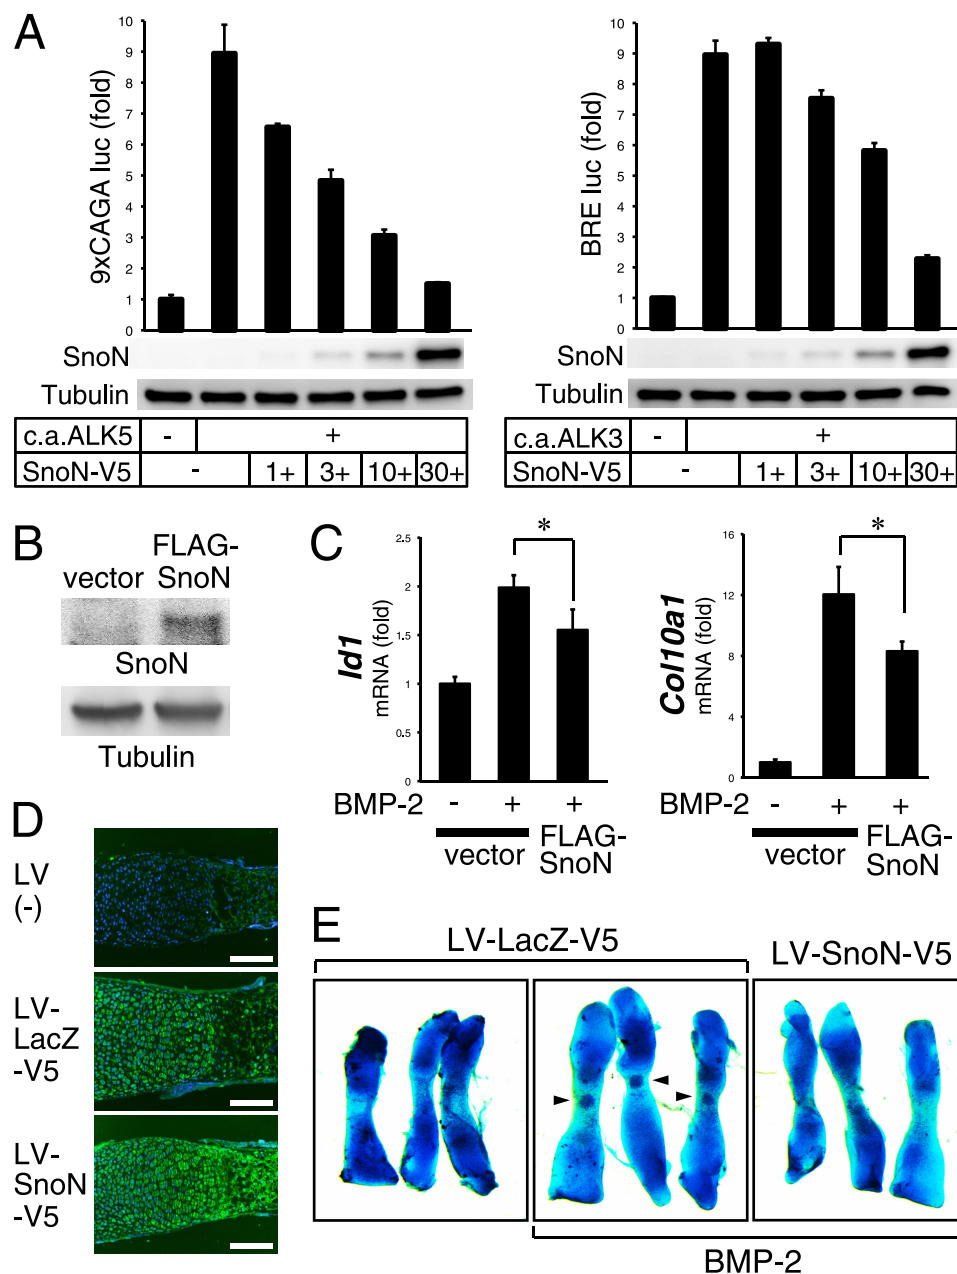 A
9xCAGA luc (fold)
10
9
8
7
6
5
4
3
2
1
0
SnoN
Tubulin
c.a.ALK5 - +
SnoN-V5 - 1+ 3+ 10+ 30+
BRE luc (fold)
10
9
8
7
6
5
4
3
2
1
0
SnoN
Tubulin
c.a.ALK3 - +
SnoN-V5 - 1+ 3+ 10+ 30+
B
vector FLAG-
SnoN
SnoN
Tubulin
C
Id1
mRNA (fold)
2.5
2
1.5
1
0.5
0
*
BMP-2 - + +
vector FLAG-
SnoN
Col10a1
mRNA (fold)
16
12
8
4
0
*
BMP-2 - + +
vector FLAG-
SnoN
D
LV
(-)
LV-
LacZ
-V5
LV-
SnoN
-V5
E
LV-LacZ-V5 LV-SnoN-V5
BMP-2